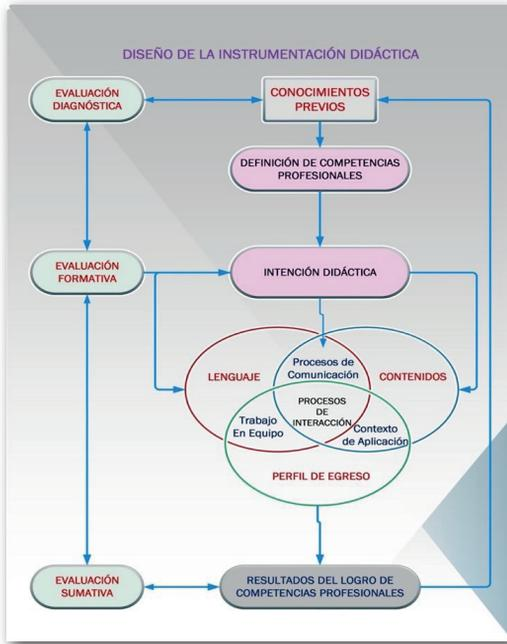 DISEÑO DE LA INSTRUMENTACIÓN DIDÁCTICA
EVALUACIÓN
DIAGNÓSTICA
CONOCIMIENTOS
PREVIOS
DEFINICIÓN DE COMPETENCIAS
PROFESIONALES
EVALUACIÓN
FORMATIVA
INTENCIÓN DIDÁCTICA
Procesos de
Comunicación
LENGUAJE
CONTENIDOS
PROCESOS
DE
INTERACCIÓN
Trabajo
En Equipo
Contexto
de Aplicación
PERFIL DE EGRESO
EVALUACIÓN
SUMATIVA
RESULTADOS DEL LOGRO DE
COMPETENCIAS PROFESIONALES